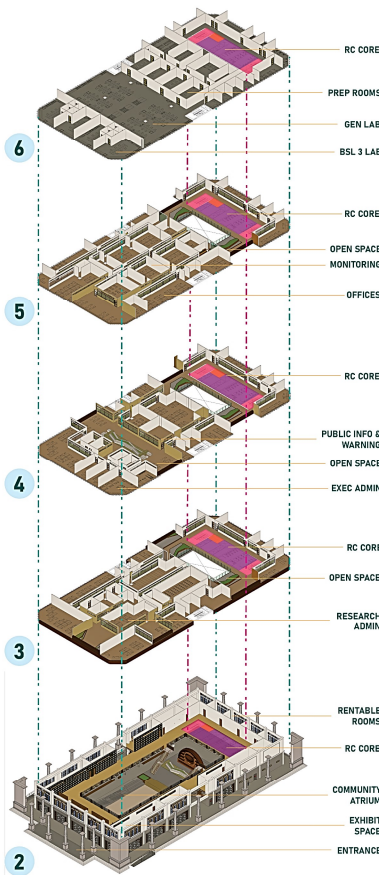 RC CORE
PREP ROOMS
GEN LAB
BSL 3 LAB
6
RC CORE
OPEN SPACE
MONITORING
OFFICES
5
RC CORE
PUBLIC INFO &
WARNING
OPEN SPACE
EXEC ADMIN
4
RC CORE
OPEN SPACE
RESEARCH
ADMIN
3
RENTABLE
ROOMS
RC CORE
COMMUNITY
ATRIUM
EXHIBIT
SPACE
ENTRANCE
2